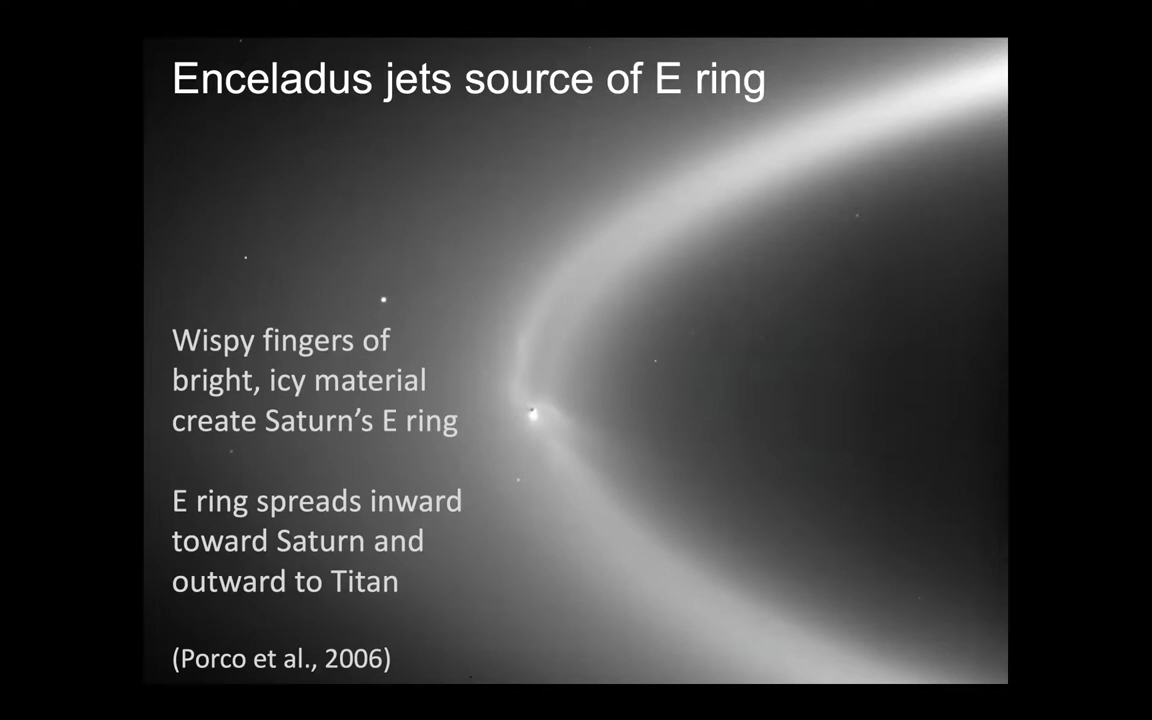 Enceladus jets source of E ring
Wispy fingers of
bright, icy material
create Saturn’s E ring
E ring spreads inward
toward Saturn and
outward to Titan
(Porco et al., 2006)